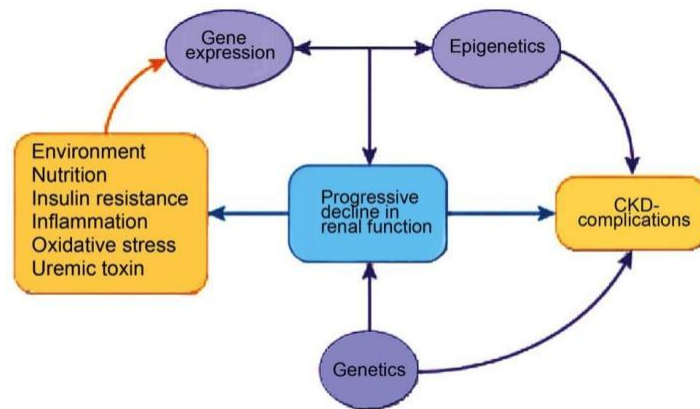 Gene
expression
Epigenetics
Environment
Nutrition
Insulin resistance
Inflammation
Oxidative stress
Uremic toxin
Progressive
decline in
renal function
CKD-
complications
Genetics